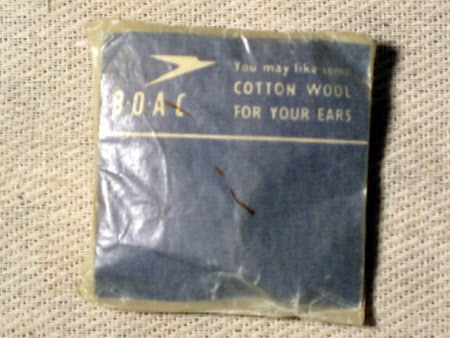 B·O·A·C
You may like some
COTTON WOOL
FOR YOUR EARS